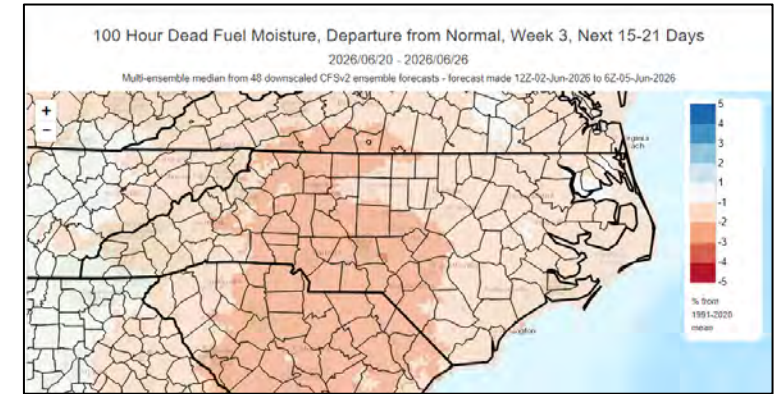 100 Hour Dead Fuel Moisture, Departure from Normal, Week 3, Next 15-21 Days
2026/06/20 - 2026/06/26
Multi-ensemble median from 48 downscaled CFSv2 ensemble forecasts - forecast made 12Z-02-Jun-2026 to 6Z-05-Jun-2026
+
−
5
4
3
2
1
-1
-2
-3
-4
-5
% from
1991-2020
mean